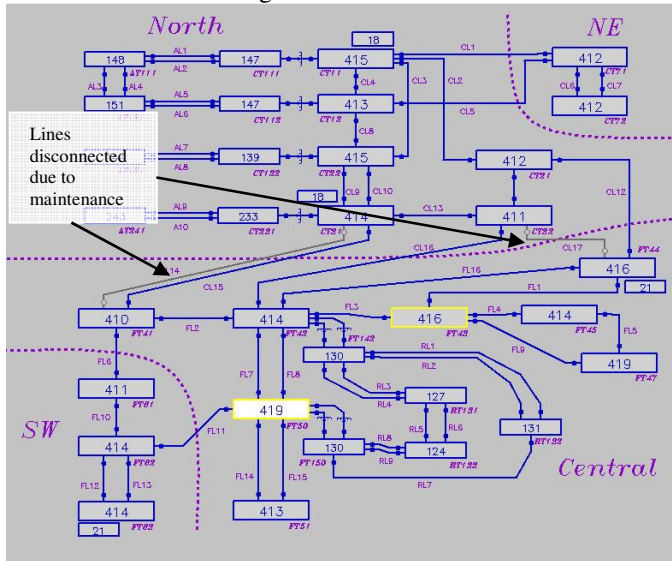 North
NE
18
148 AL1 147 415 CL1 412
AT111 AL2 CT111 CT11 CT71
AL3 AL4 CL4 CL3 CL2 CL6 CL7
151 AL5 147 413 CL5 412
AL6 CT112 CT12 CT72
CL8
Lines
disconnected
due to
maintenance
AL7 139 415 412
AL8 CT122 CT22 CT21
18 CL9 CL10 CL12
243 AL9 233 414 CL13 411
AT241 A10 CT221 CT31 CT32
14 CL16 CL17 FT44
CL15 FL16 416
FL1 21
410 414 FL3 416 FL4 414
FT41 FL2 FT42 FT43 FT45
FT142
FL6 FL7 FL8 130 RL1 FL9 FL5
RL2 419
FT47
411 RL3 127
FT61 RL4 RT131
FL10 419
SW FL11 FT50 RL5 RL6 131
414 130 RL8 124 RT132
FT62 FT150 RL9 RT133
Central
FL12 FL13 FL14 FL15 RL7
414 413
FT63 FT51
21